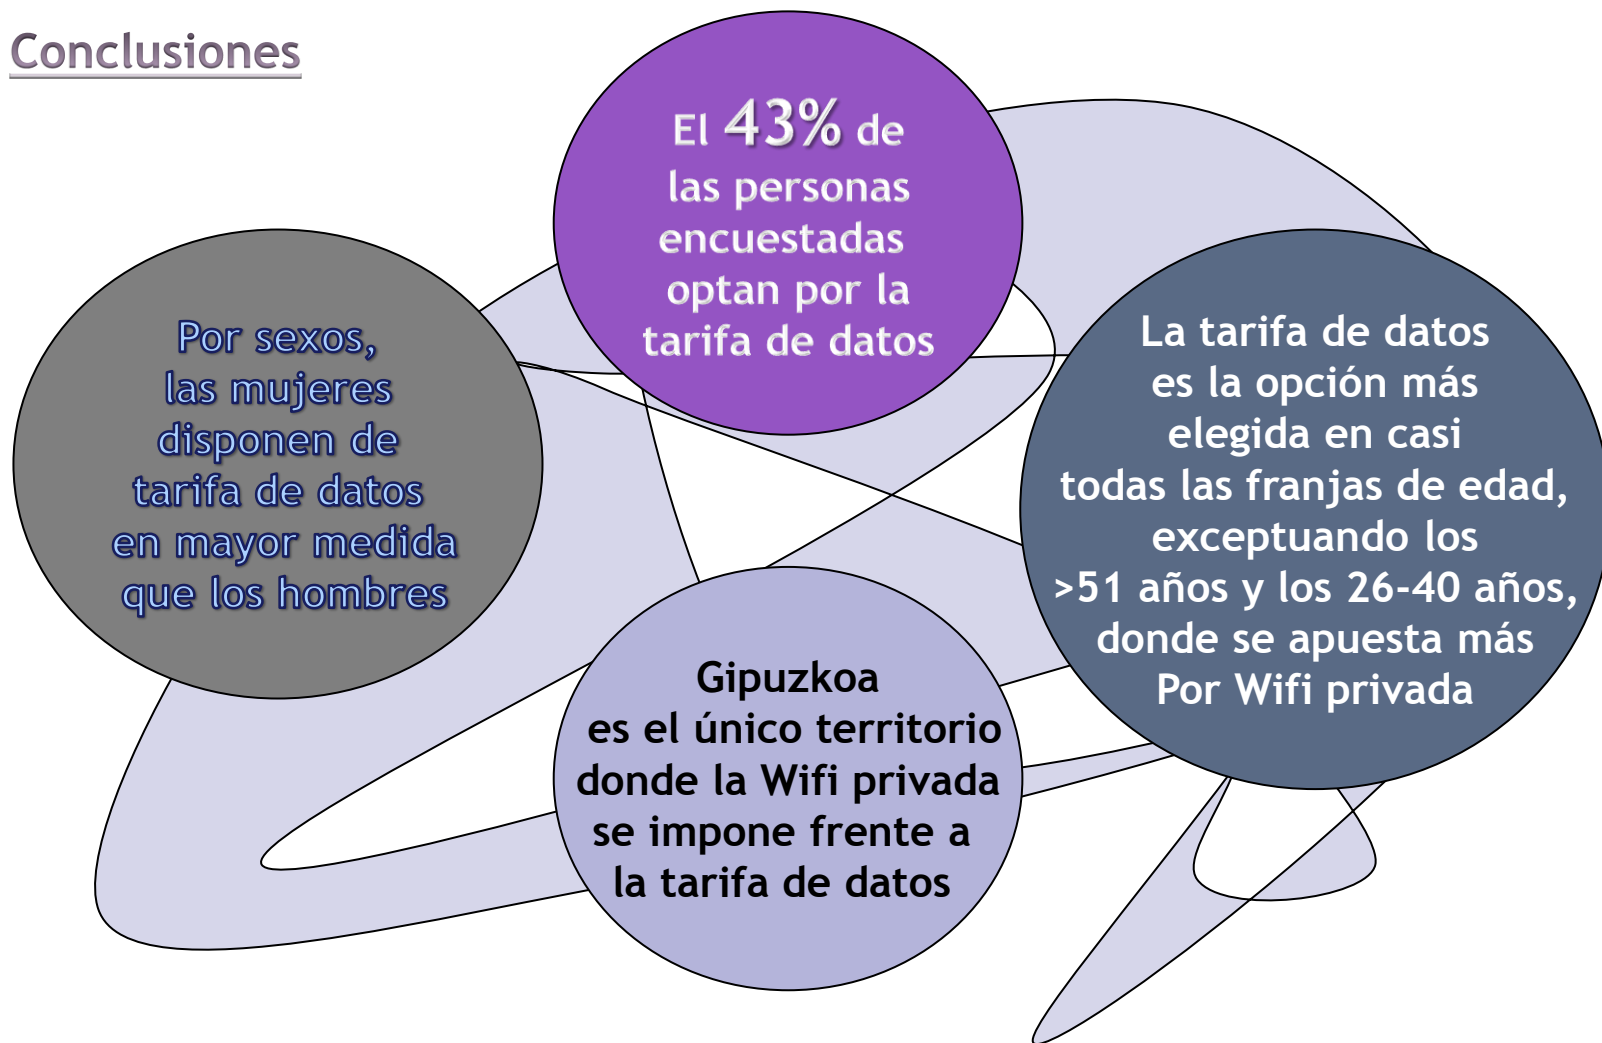 Conclusiones
El 43% de
las personas
encuestadas
optan por la
tarifa de datos
Por sexos,
las mujeres
disponen de
tarifa de datos
en mayor medida
que los hombres
La tarifa de datos
es la opción más
elegida en casi
todas las franjas de edad,
exceptuando los
>51 años y los 26-40 años,
donde se apuesta más
Por Wifi privada
Gipuzkoa
es el único territorio
donde la Wifi privada
se impone frente a
la tarifa de datos